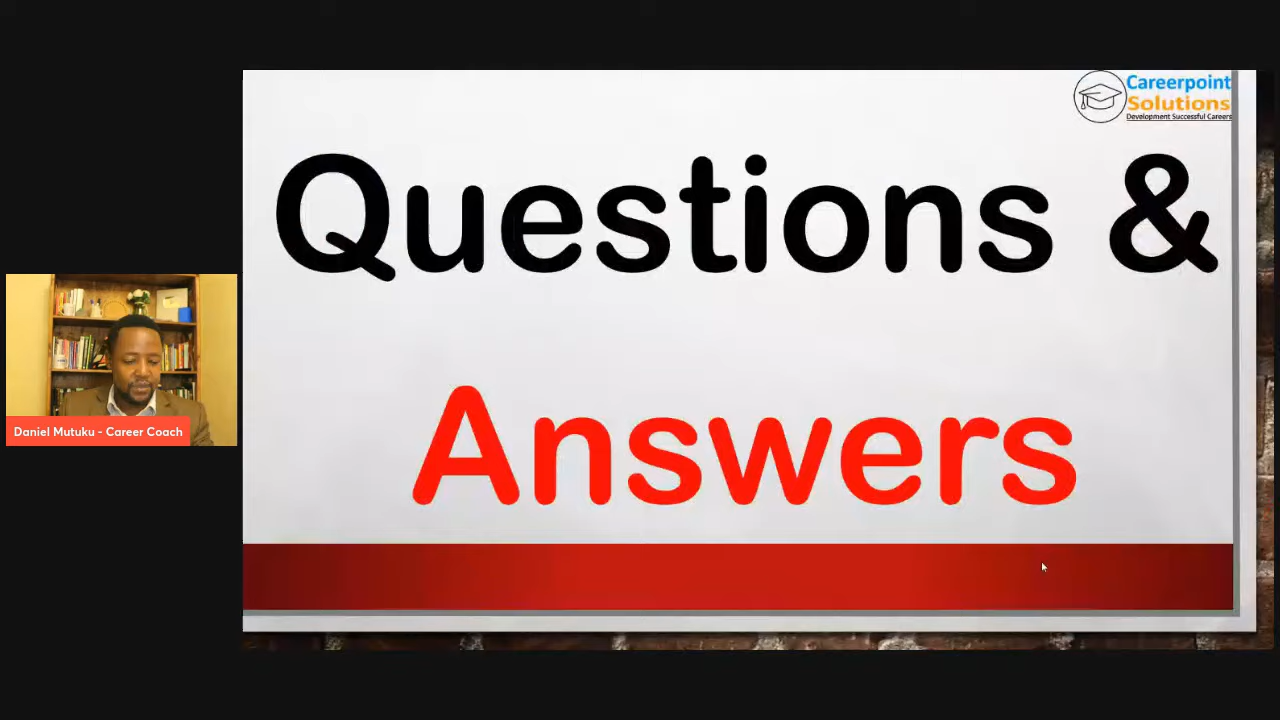 Careerpoint
Solutions
Development Successful Careers
Questions &
Answers
Daniel Mutuku - Career Coach